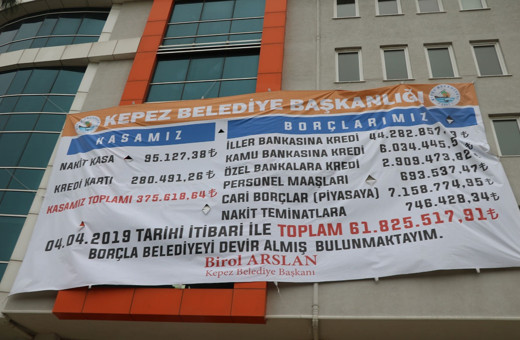 KEPEZ BELEDİYE BAŞKANLIĞI
KASAMIZ
NAKİT KASA 95.127,38 ₺
KREDİ KARTI 280.491,26 ₺
KASAMIZ TOPLAMI 375.618,64 ₺
BORÇLARIMIZ
İLLER BANKASINA KREDİ 44.282.857,3 ₺
KAMU BANKASINA KREDİ 6.034.445,9 ₺
ÖZEL BANKALARA KREDİ 2.909.473,82 ₺
PERSONEL MAAŞLARI 693.537,47 ₺
CARİ BORÇLAR (PİYASAYA) 7.158.774,95 ₺
NAKİT TEMİNATLARA 746.428,34 ₺
04.04.2019 TARİHİ İTİBARİ İLE TOPLAM 61.825.517,91 ₺
BORÇLA BELEDİYEYİ DEVİR ALMIŞ BULUNMAKTAYIM.
Birol ARSLAN
Kepez Belediye Başkanı